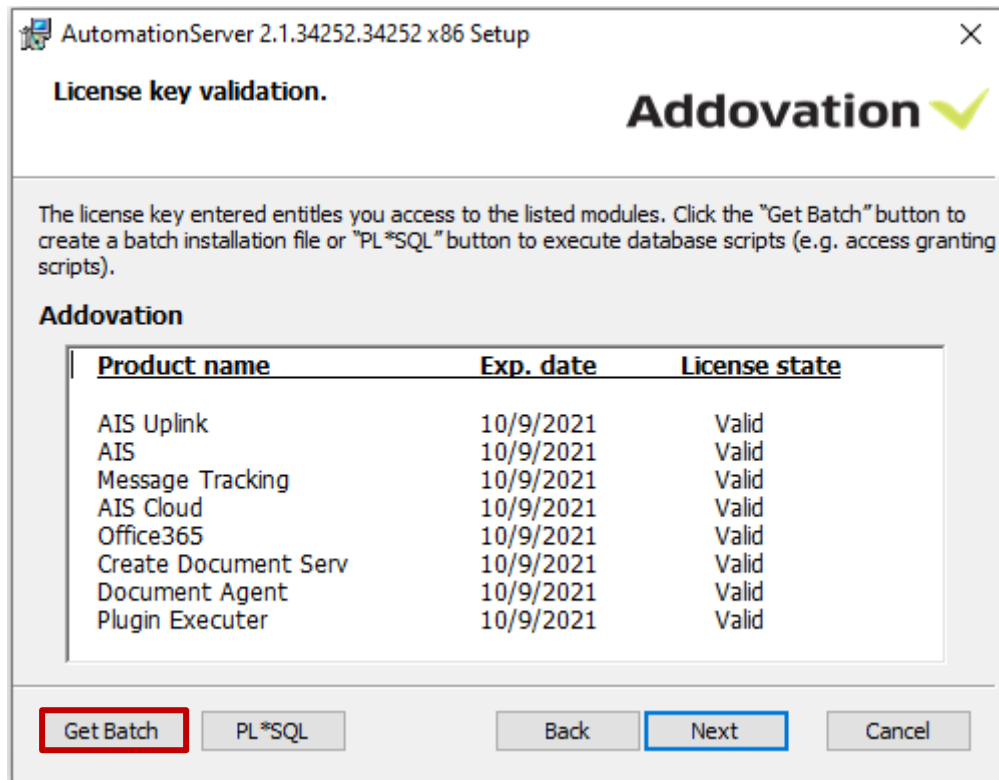 AutomationServer 2.1.34252.34252 x86 Setup
License key validation.
Addovation
The license key entered entitles you access to the listed modules. Click the “Get Batch” button to
create a batch installation file or “PL*SQL” button to execute database scripts (e.g. access granting
scripts).
Addovation
Product name Exp. date License state
AIS Uplink 10/9/2021 Valid
AIS 10/9/2021 Valid
Message Tracking 10/9/2021 Valid
AIS Cloud 10/9/2021 Valid
Office365 10/9/2021 Valid
Create Document Serv 10/9/2021 Valid
Document Agent 10/9/2021 Valid
Plugin Executer 10/9/2021 Valid
Get Batch PL*SQL Back Next Cancel